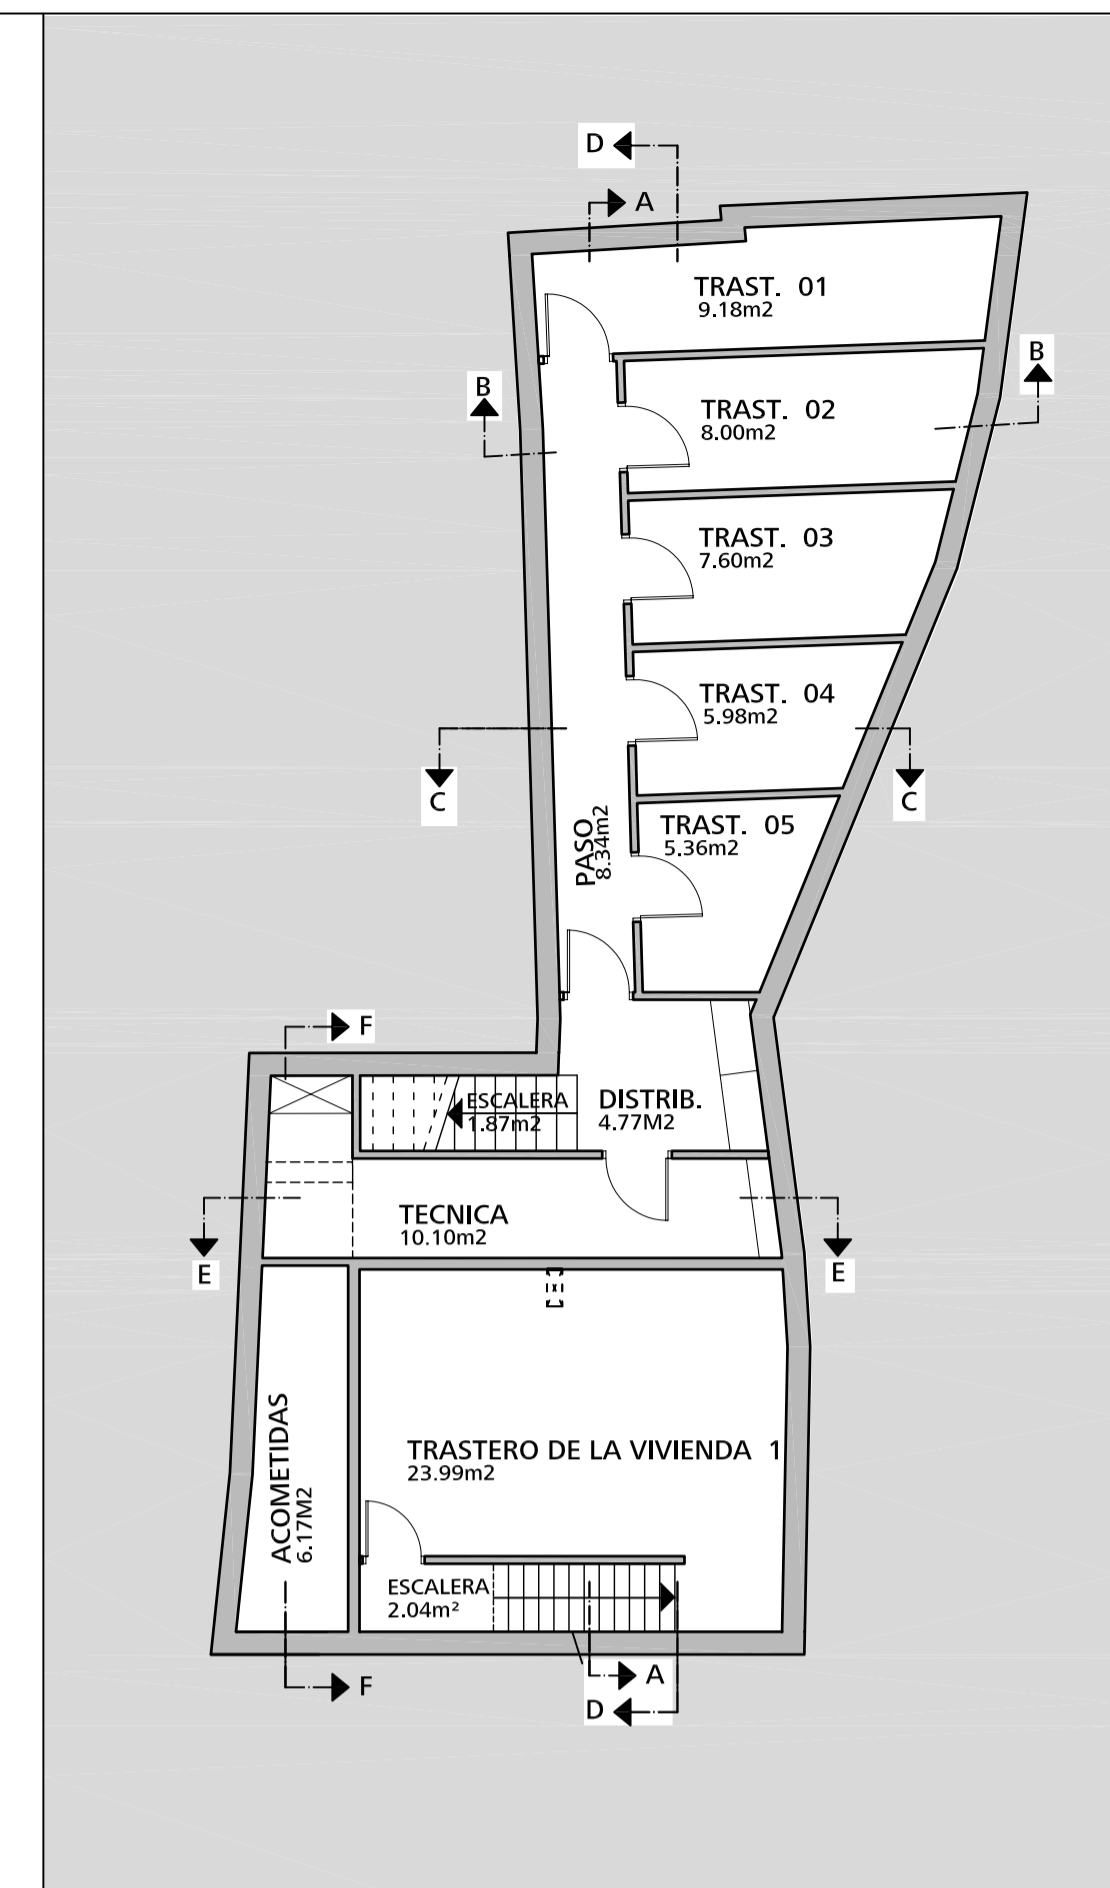 D
A
TRAST. 01
9.18m2
B
B
TRAST. 02
8.00m2
TRAST. 03
7.60m2
TRAST. 04
5.98m2
C
C
PASO
8.34m2
TRAST. 05
5.36m2
F
ESCALERA
1.87m2
DISTRIB.
4.77M2
TECNICA
10.10m2
E
E
ACOMETIDAS
6.17M2
TRASTERO DE LA VIVIENDA 1
23.99m2
ESCALERA
2.04m²
F
A
D